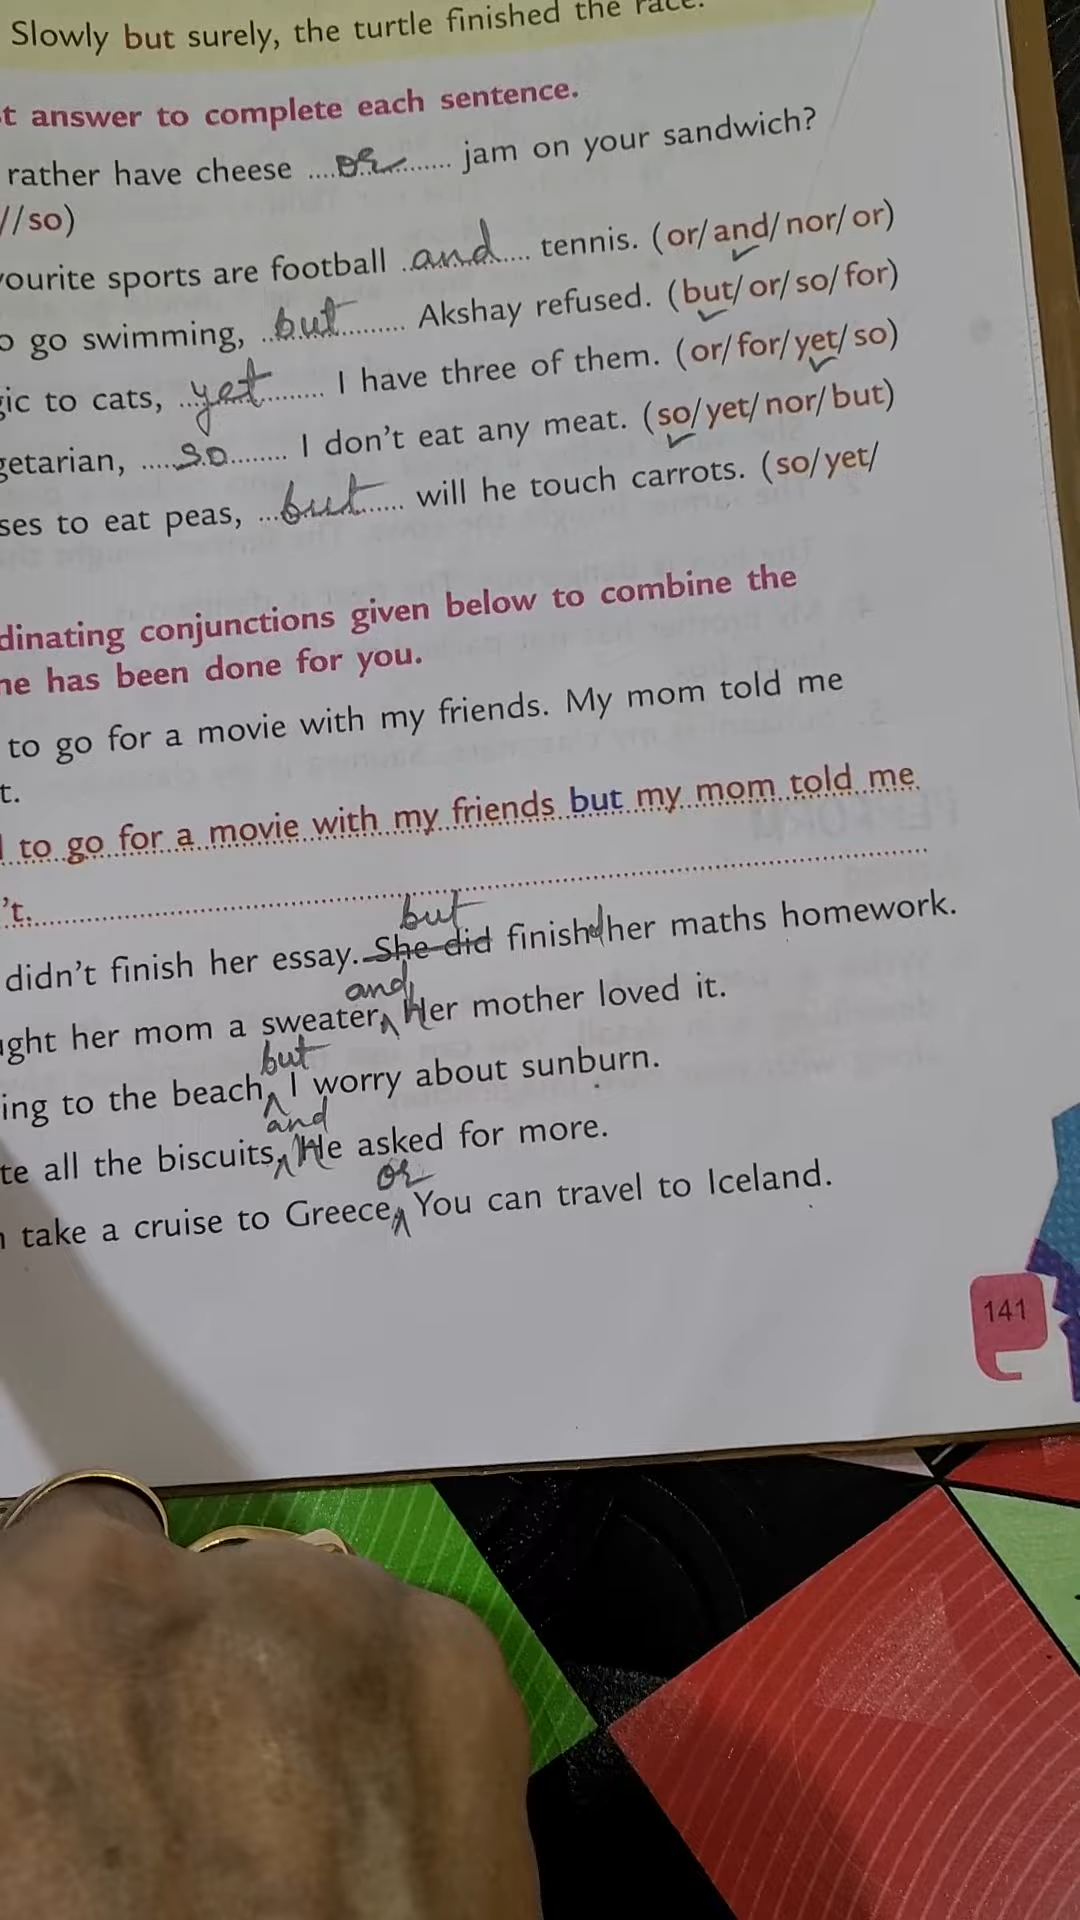 Slowly but surely, the turtle finished the race.
t answer to complete each sentence.
rather have cheese ....or........ jam on your sandwich?
//so)
ourite sports are football .and.... tennis. (or/and/nor/or)
o go swimming, ..but......... Akshay refused. (but/or/so/for)
gic to cats, ...yet.......... I have three of them. (or/for/yet/so)
getarian, .....so........ I don't eat any meat. (so/yet/nor/but)
ses to eat peas, ...but...... will he touch carrots. (so/yet/
dinating conjunctions given below to combine the
ne has been done for you.
to go for a movie with my friends. My mom told me
t.
to go for a movie with my friends but my mom told me
't.
but
didn't finish her essay. She did finished her maths homework.
and
ught her mom a sweater, Her mother loved it.
but
ing to the beach, I worry about sunburn.
and
te all the biscuits, He asked for more.
or
n take a cruise to Greece, You can travel to Iceland.
141